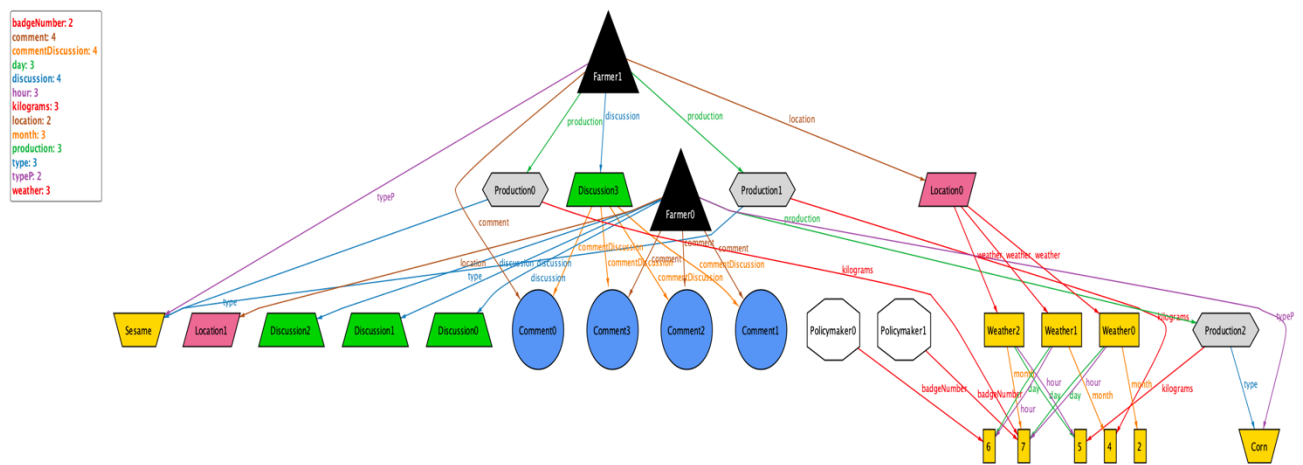 badgeNumber: 2
comment: 4
commentDiscussion: 4
day: 3
discussion: 4
hour: 3
kilograms: 3
location: 2
month: 3
production: 3
type: 3
typeP: 2
weather: 3
Farmer1
production
discussion
production
location
typeP
Production0
Discussion3
Farmer0
Production1
Location0
comment
production
commentDiscussion
comment
comment
location
discussion
discussion
commentDiscussion
comment
commentDiscussion
weather
weather
weather
type
discussion
commentDiscussion
kilograms
type
kilograms
typeP
Sesame
Location1
Discussion2
Discussion1
Discussion0
Comment0
Comment3
Comment2
Comment1
Policymaker0
Policymaker1
Weather2
Weather1
Weather0
Production2
month
hour
hour
month
type
badgeNumber
badgeNumber
day
day
day
month
kilograms
hour
6
7
5
4
2
Corn